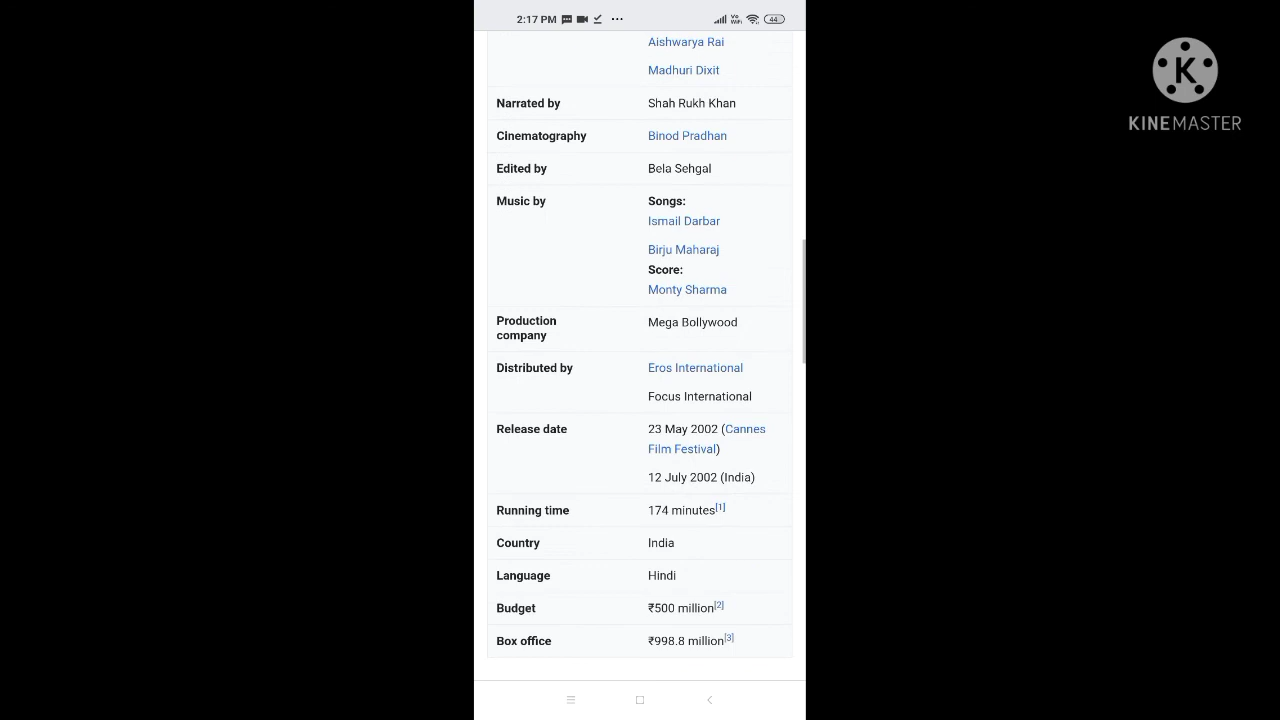 2:17 PM
Vo
WiFi
44
Aishwarya Rai
Madhuri Dixit
Narrated by Shah Rukh Khan
Cinematography Binod Pradhan
Edited by Bela Sehgal
Music by Songs:
Ismail Darbar
Birju Maharaj
Score:
Monty Sharma
Production Mega Bollywood
company
Distributed by Eros International
Focus International
Release date 23 May 2002 (Cannes
Film Festival)
12 July 2002 (India)
Running time 174 minutes[1]
Country India
Language Hindi
Budget ₹500 million[2]
Box office ₹998.8 million[3]
K
KINEMASTER